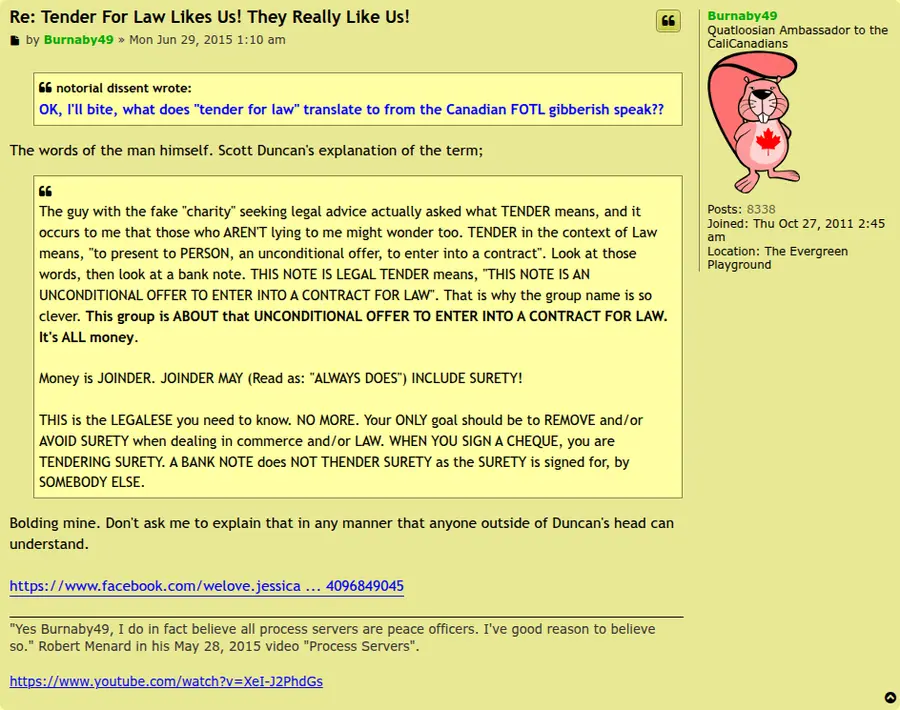 Re: Tender For Law Likes Us! They Really Like Us!
by Burnaby49 » Mon Jun 29, 2015 1:10 am
notorial dissent wrote:
OK, I'll bite, what does "tender for law" translate to from the Canadian FOTL gibberish speak??
The words of the man himself. Scott Duncan's explanation of the term;
The guy with the fake "charity" seeking legal advice actually asked what TENDER means, and it
occurs to me that those who AREN'T lying to me might wonder too. TENDER in the context of Law
means, "to present to PERSON, an unconditional offer, to enter into a contract". Look at those
words, then look at a bank note. THIS NOTE IS LEGAL TENDER means, "THIS NOTE IS AN
UNCONDITIONAL OFFER TO ENTER INTO A CONTRACT FOR LAW". That is why the group name is so
clever. This group is ABOUT that UNCONDITIONAL OFFER TO ENTER INTO A CONTRACT FOR LAW.
It's ALL money.
Money is JOINDER. JOINDER MAY (Read as: "ALWAYS DOES") INCLUDE SURETY!
THIS is the LEGALESE you need to know. NO MORE. Your ONLY goal should be to REMOVE and/or
AVOID SURETY when dealing in commerce and/or LAW. WHEN YOU SIGN A CHEQUE, you are
TENDERING SURETY. A BANK NOTE does NOT THENDER SURETY as the SURETY is signed for, by
SOMEBODY ELSE.
Bolding mine. Don't ask me to explain that in any manner that anyone outside of Duncan's head can
understand.
https://www.facebook.com/welove.jessica ... 4096849045
"Yes Burnaby49, I do in fact believe all process servers are peace officers. I've good reason to believe
so." Robert Menard in his May 28, 2015 video "Process Servers".
https://www.youtube.com/watch?v=XeI-J2PhdGs
Burnaby49
Quatloosian Ambassador to the
CaliCanadians
Posts: 8338
Joined: Thu Oct 27, 2011 2:45
am
Location: The Evergreen
Playground